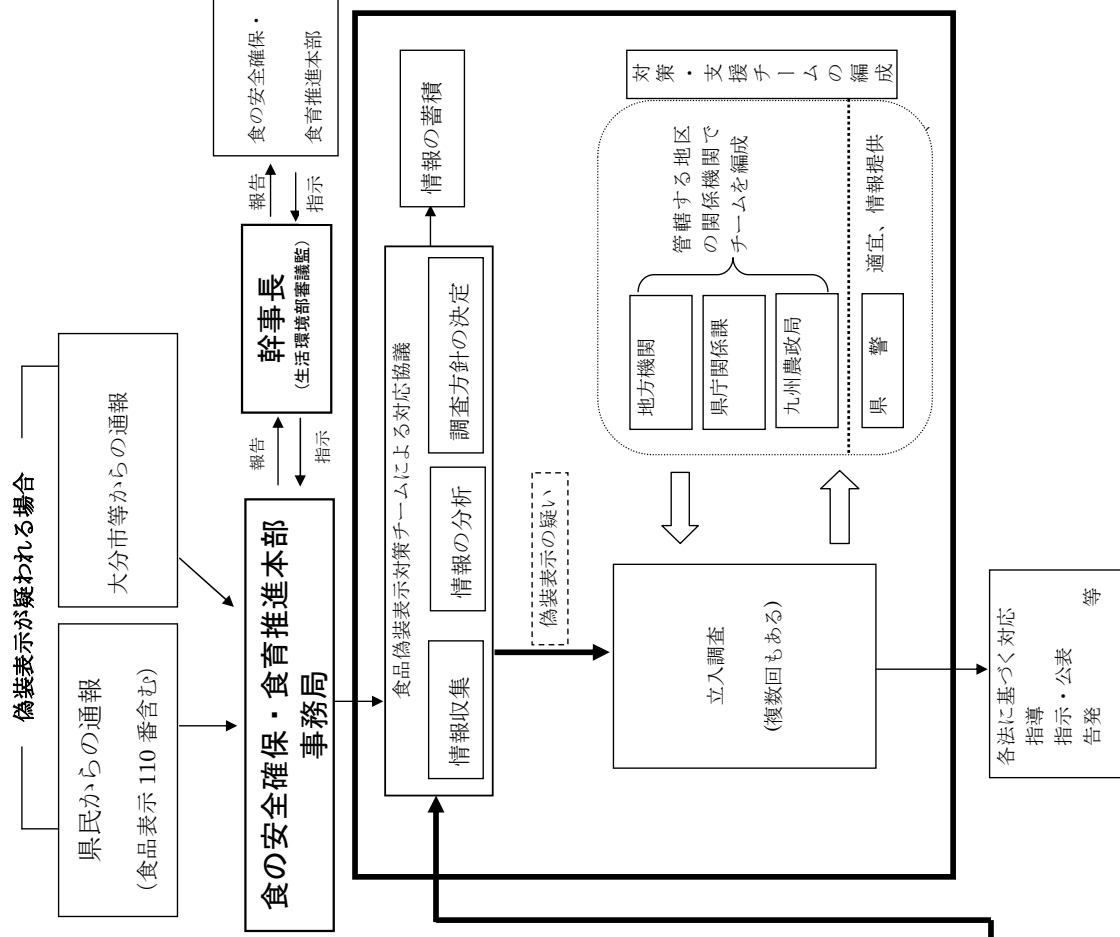 偽装表示が疑われる場合
県民からの通報
(食品表示 110 番含む)
大分市等からの通報
食の安全確保・食育推進本部
事務局
報告
指示
幹事長
(生活環境部審議監)
報告
指示
食の安全確保・
食育推進本部
食品偽装表示対策チームによる対応協議
情報収集
情報の分析
調査方針の決定
情報の蓄積
偽装表示の疑い
立入調査
(複数回もある)
地方機関
県庁関係課
九州農政局
県 警
管轄する地区
の関係機関で
チームを編成
適宜、情報提供
対策・支援チームの編成
各法に基づく対応
指導
指示・公表
告発 等